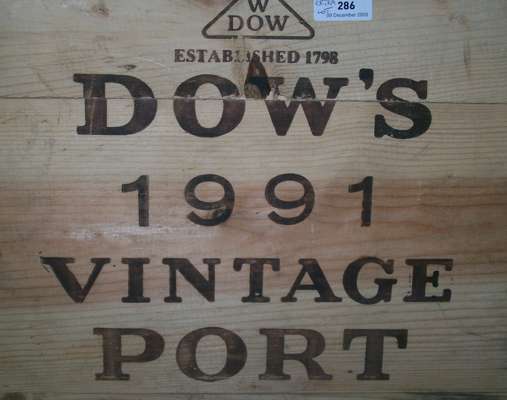 W
DOW
286
ESTABLISHED 1798
DOW'S
1991
VINTAGE
PORT